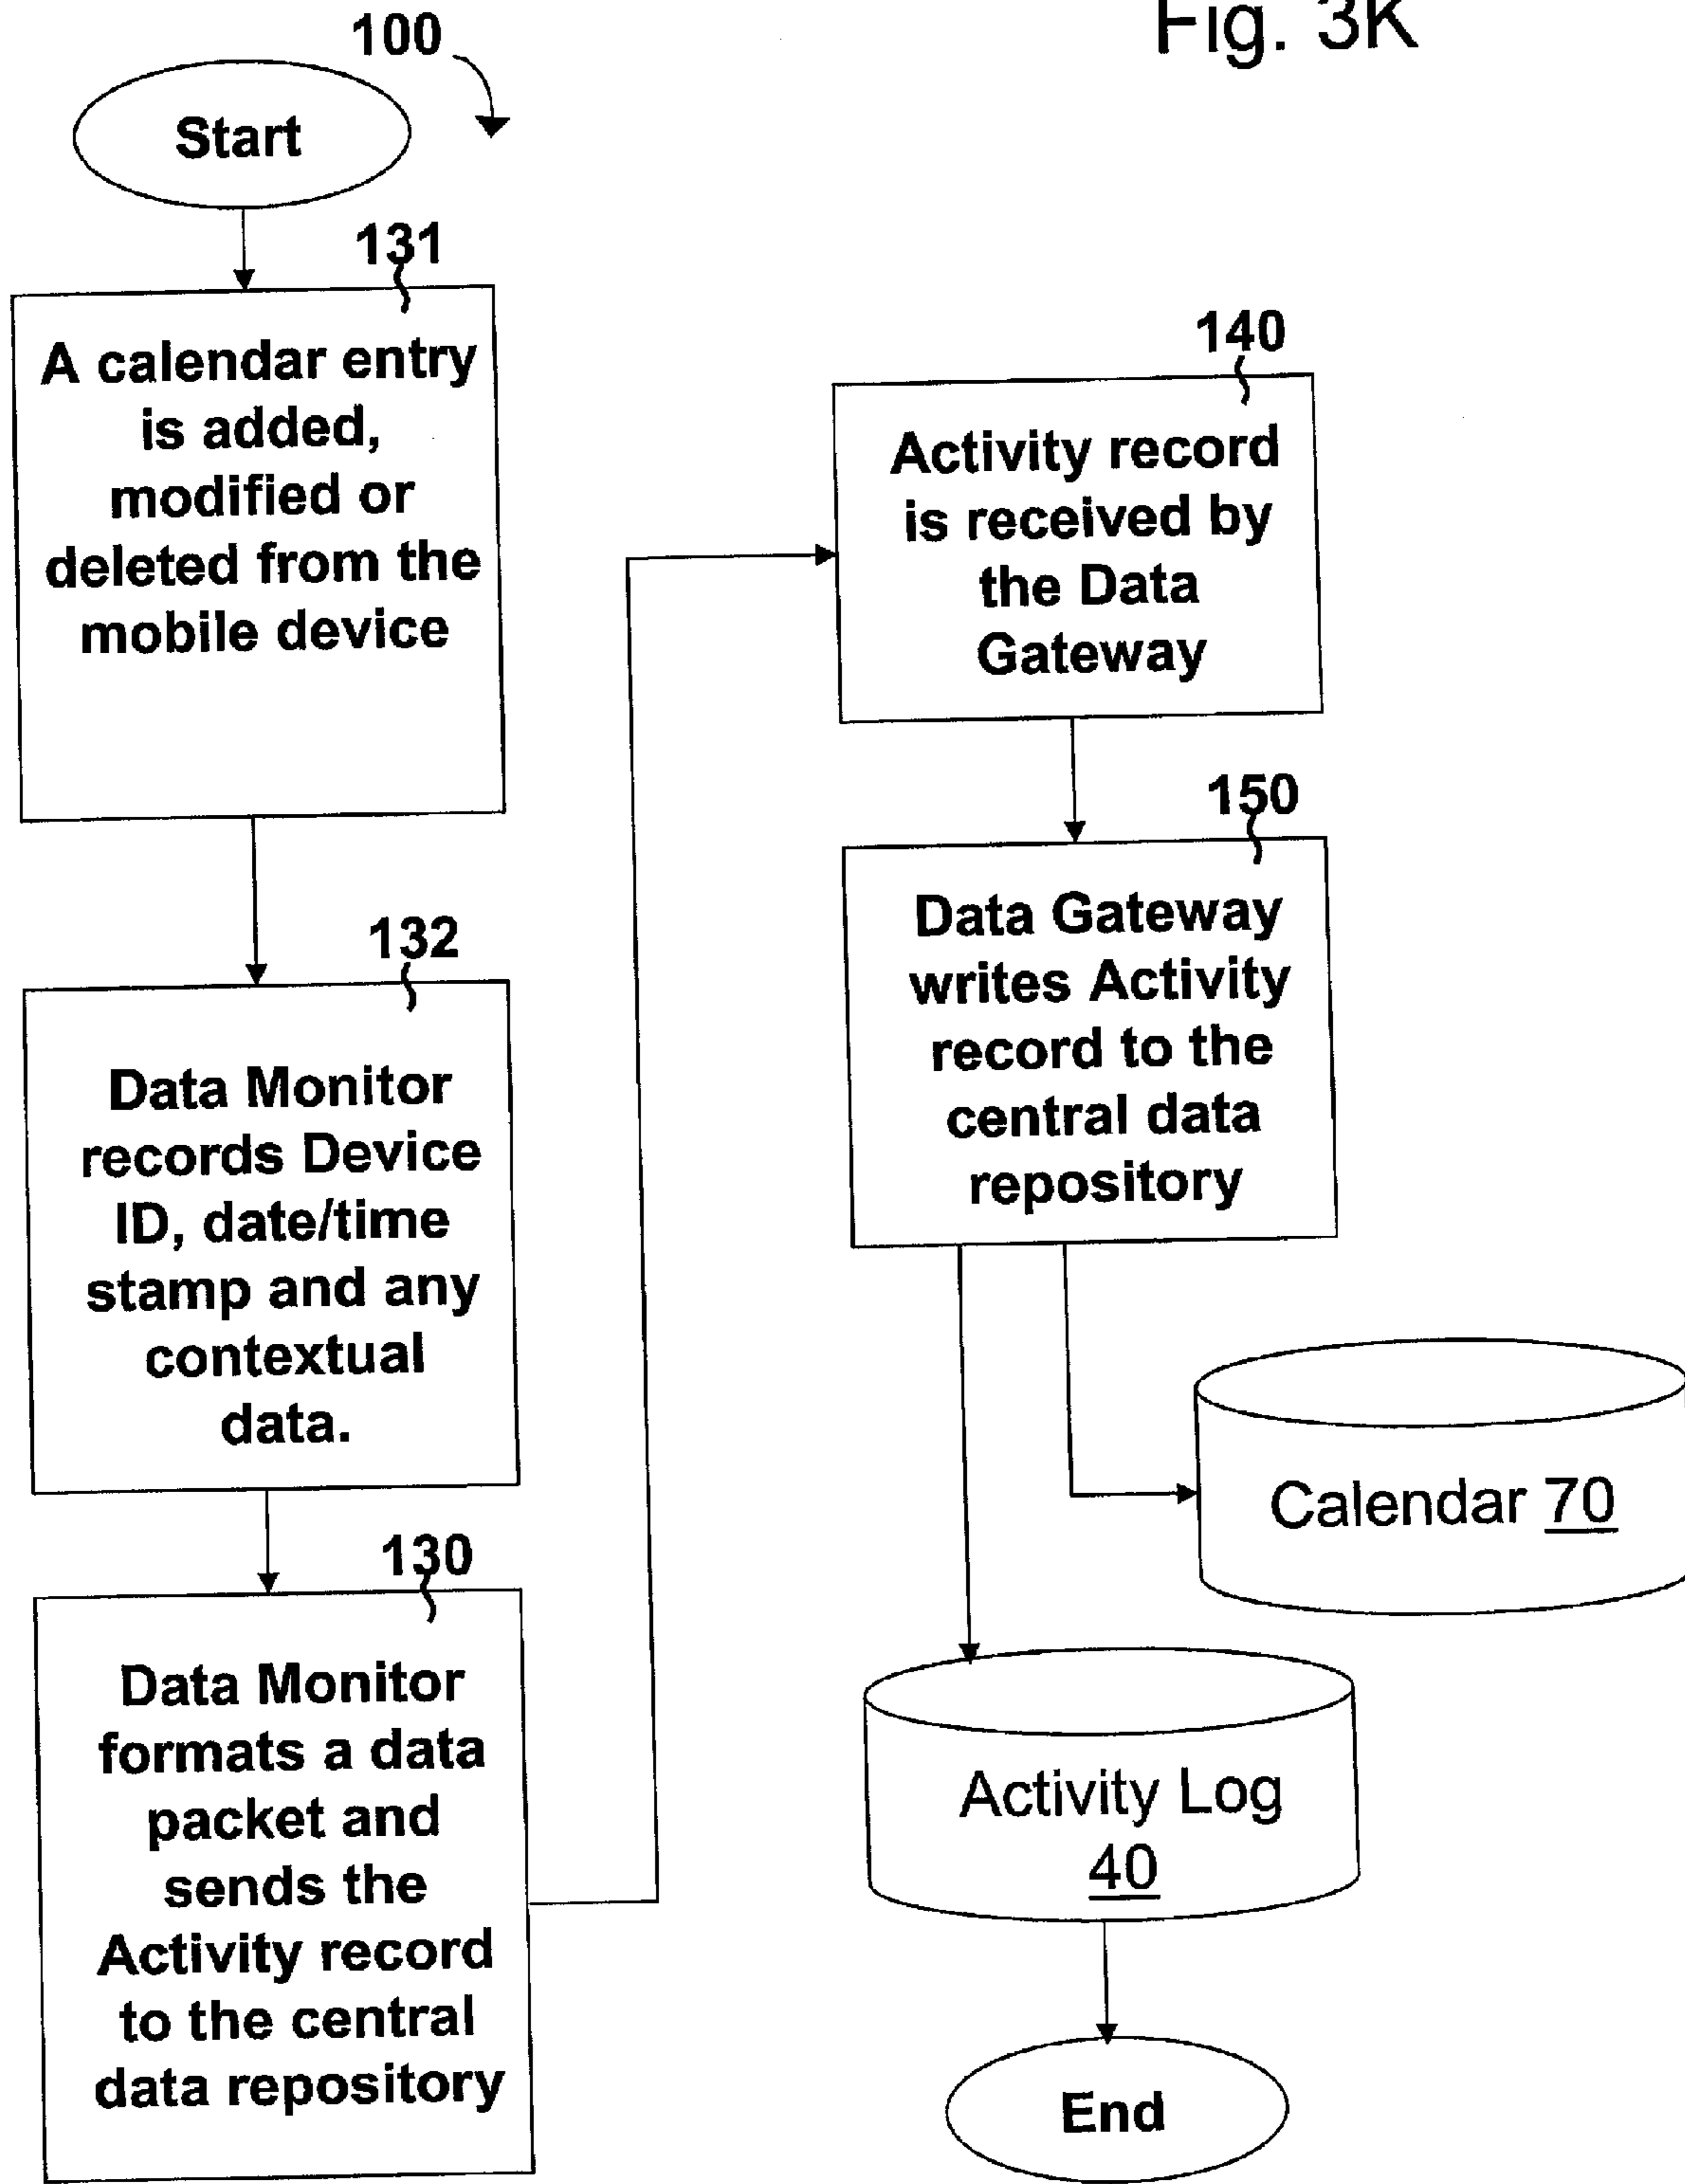 Fig. 3K
100
Start
131
A calendar entry
is added,
modified or
deleted from the
mobile device
132
Data Monitor
records Device
ID, date/time
stamp and any
contextual
data.
130
Data Monitor
formats a data
packet and
sends the
Activity record
to the central
data repository
140
Activity record
is received by
the Data
Gateway
150
Data Gateway
writes Activity
record to the
central data
repository
Calendar 70
Activity Log
40
End